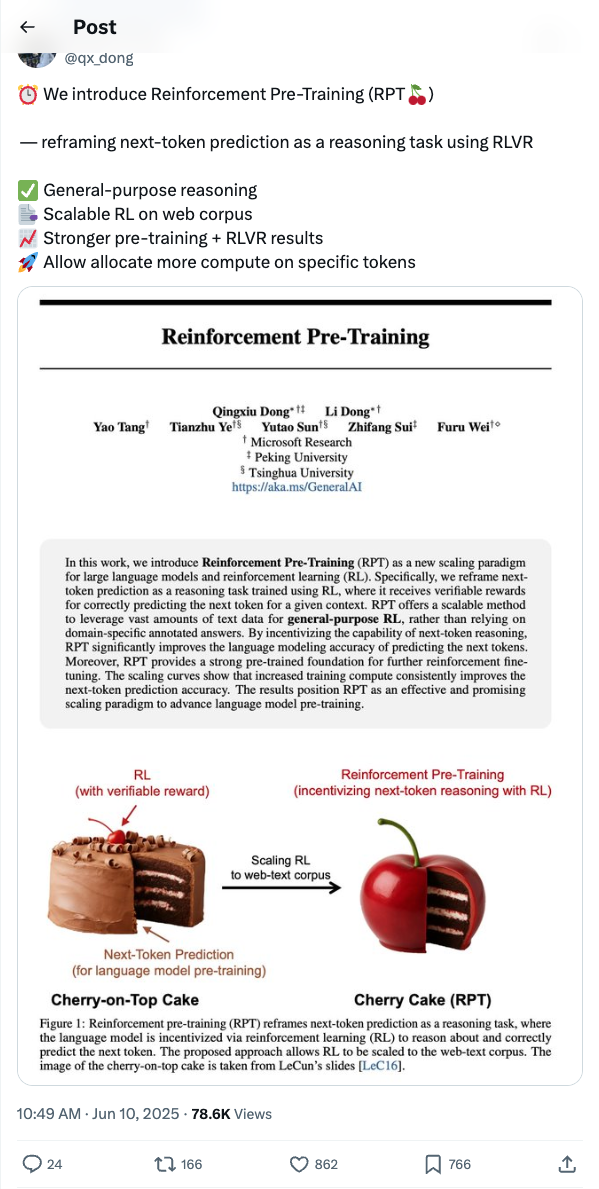 Post
@qx_dong
We introduce Reinforcement Pre-Training (RPT🍒)
— reframing next-token prediction as a reasoning task using RLVR
✅ General-purpose reasoning
Scalable RL on web corpus
📈 Stronger pre-training + RLVR results
🚀 Allow allocate more compute on specific tokens
Reinforcement Pre-Training
Qingxiu Dong*†‡ Li Dong*†
Yao Tang† Tianzhu Ye†§ Yutao Sun†§ Zhifang Sui‡ Furu Wei†⋄
† Microsoft Research
‡ Peking University
§ Tsinghua University
https://aka.ms/GeneralAI
In this work, we introduce Reinforcement Pre-Training (RPT) as a new scaling paradigm
for large language models and reinforcement learning (RL). Specifically, we reframe next-
token prediction as a reasoning task trained using RL, where it receives verifiable rewards
for correctly predicting the next token for a given context. RPT offers a scalable method
to leverage vast amounts of text data for general-purpose RL, rather than relying on
domain-specific annotated answers. By incentivizing the capability of next-token reasoning,
RPT significantly improves the language modeling accuracy of predicting the next tokens.
Moreover, RPT provides a strong pre-trained foundation for further reinforcement fine-
tuning. The scaling curves show that increased training compute consistently improves the
next-token prediction accuracy. The results position RPT as an effective and promising
scaling paradigm to advance language model pre-training.
RL
(with verifiable reward)
Reinforcement Pre-Training
(incentivizing next-token reasoning with RL)
Scaling RL
to web-text corpus
Next-Token Prediction
(for language model pre-training)
Cherry-on-Top Cake
Cherry Cake (RPT)
Figure 1: Reinforcement pre-training (RPT) reframes next-token prediction as a reasoning task, where
the language model is incentivized via reinforcement learning (RL) to reason about and correctly
predict the next token. The proposed approach allows RL to be scaled to the web-text corpus. The
image of the cherry-on-top cake is taken from LeCun's slides [LeC16].
10:49 AM · Jun 10, 2025 · 78.6K Views
24 166 862 766